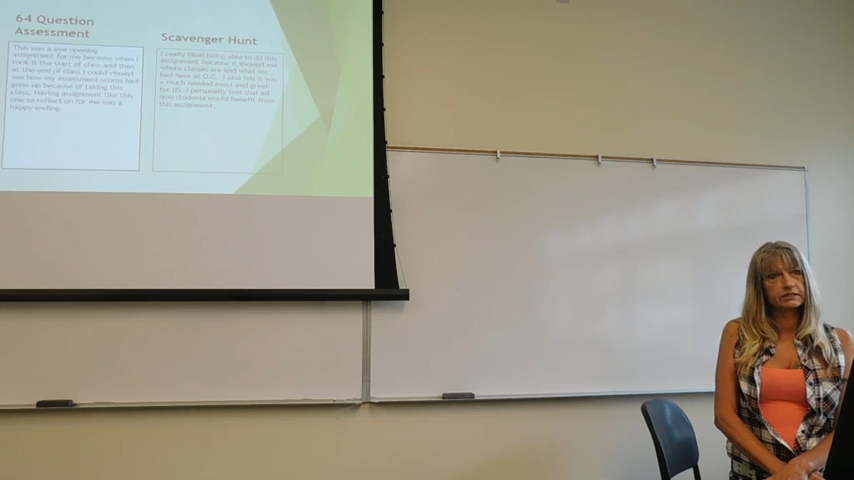 64 Question
Assessment
This was a eye opening
assignment for me because when I
took it the start of class and then
at the end of class I could visualy
see how my assessment scores had
gone up because of taking this
class. Having assignment like this
one to reflect on for me was a
happy ending.
Scavenger Hunt
I really liked being able to do this
assignment because it showed me
where classes are and what we
had here at O.C. I also felt it was
a much needed exer and great
for US. I personally feel that all
new students would benefit from
this assignment.